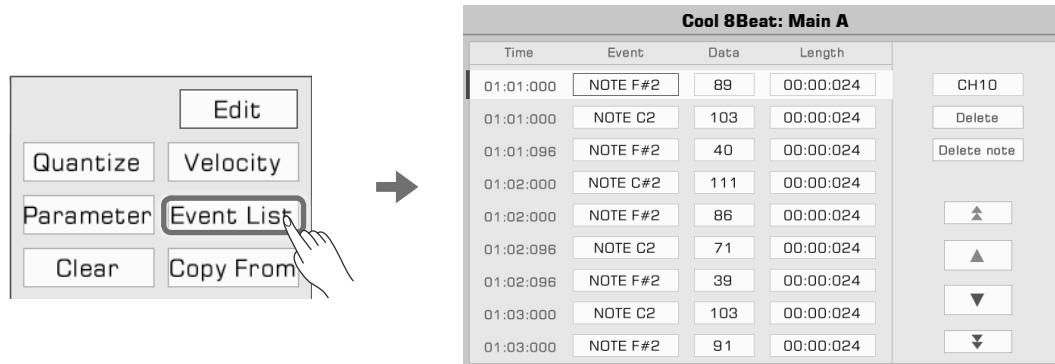 Edit
Quantize Velocity
Parameter Event List
Clear Copy From
Cool 8Beat: Main A
Time Event Data Length
01:01:000 NOTE F#2 89 00:00:024 CH10
01:01:000 NOTE C2 103 00:00:024 Delete
01:01:096 NOTE F#2 40 00:00:024 Delete note
01:02:000 NOTE C#2 111 00:00:024
01:02:000 NOTE F#2 86 00:00:024
01:02:096 NOTE C2 71 00:00:024
01:02:096 NOTE F#2 39 00:00:024
01:03:000 NOTE C2 103 00:00:024
01:03:000 NOTE F#2 91 00:00:024